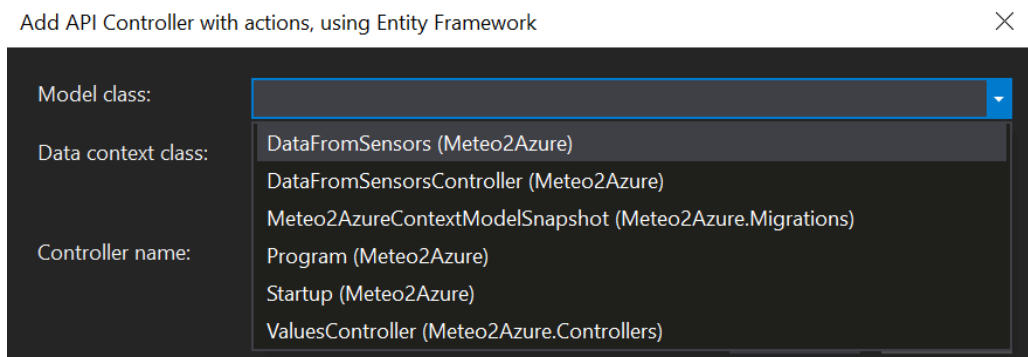 Add API Controller with actions, using Entity Framework
Model class:
DataFromSensors (Meteo2Azure)
Data context class:
DataFromSensorsController (Meteo2Azure)
Meteo2AzureContextModelSnapshot (Meteo2Azure.Migrations)
Controller name:
Program (Meteo2Azure)
Startup (Meteo2Azure)
ValuesController (Meteo2Azure.Controllers)